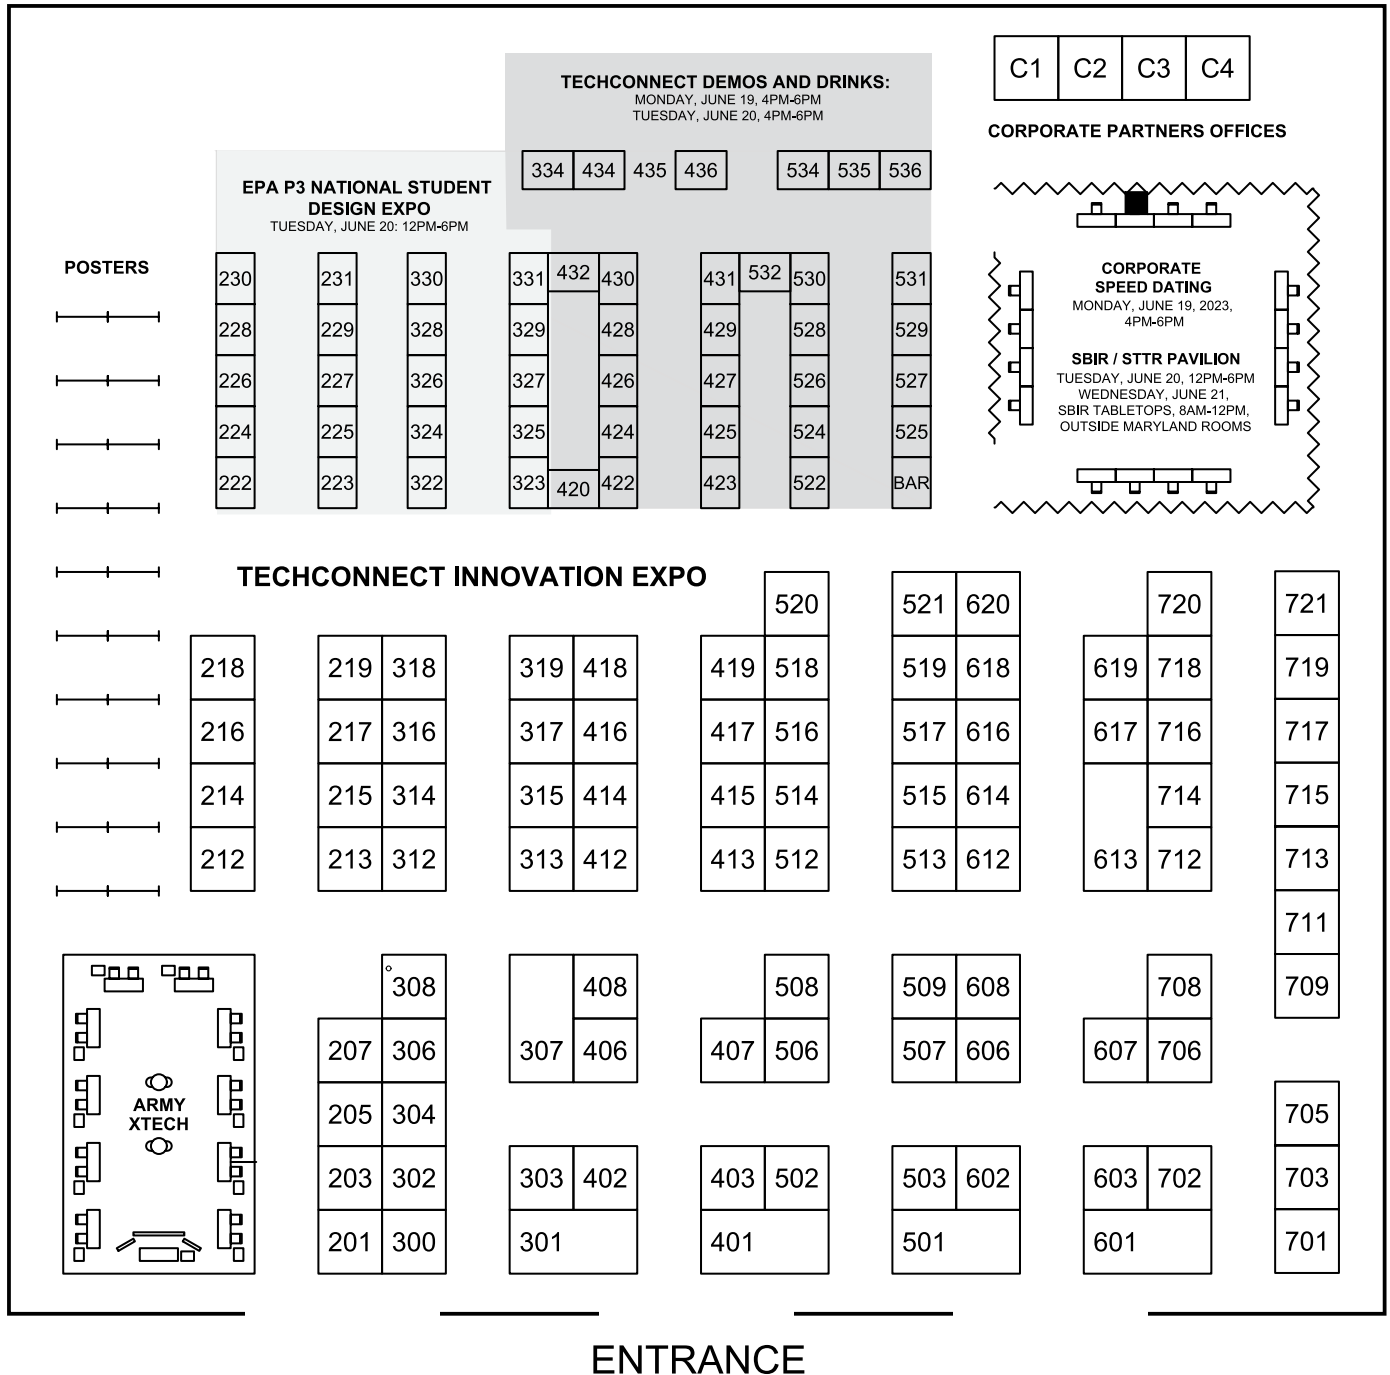 C1 C2 C3 C4
CORPORATE PARTNERS OFFICES
TECHCONNECT DEMOS AND DRINKS:
MONDAY, JUNE 19, 4PM-6PM
TUESDAY, JUNE 20, 4PM-6PM
334 434 435 436 534 535 536
EPA P3 NATIONAL STUDENT
DESIGN EXPO
TUESDAY, JUNE 20: 12PM-6PM
POSTERS
230 231 330 331 432 430 431 532 530 531
228 229 328 329 428 429 528 529
226 227 326 327 426 427 526 527
224 225 324 325 424 425 524 525
222 223 322 323 420 422 423 522 BAR
CORPORATE
SPEED DATING
MONDAY, JUNE 19, 2023,
4PM-6PM
SBIR / STTR PAVILION
TUESDAY, JUNE 20, 12PM-6PM
WEDNESDAY, JUNE 21,
SBIR TABLETOPS, 8AM-12PM,
OUTSIDE MARYLAND ROOMS
TECHCONNECT INNOVATION EXPO
520 521 620 720 721
218 219 318 319 418 419 518 519 618 619 718 719
216 217 316 317 416 417 516 517 616 617 716 717
214 215 314 315 414 415 514 515 614 714 715
212 213 312 313 412 413 512 513 612 613 712 713
711
308 408 508 509 608 708 709
207 306 307 406 407 506 507 606 607 706
ARMY
XTECH
205 304 705
203 302 303 402 403 502 503 602 603 702 703
201 300 301 401 501 601 701
ENTRANCE